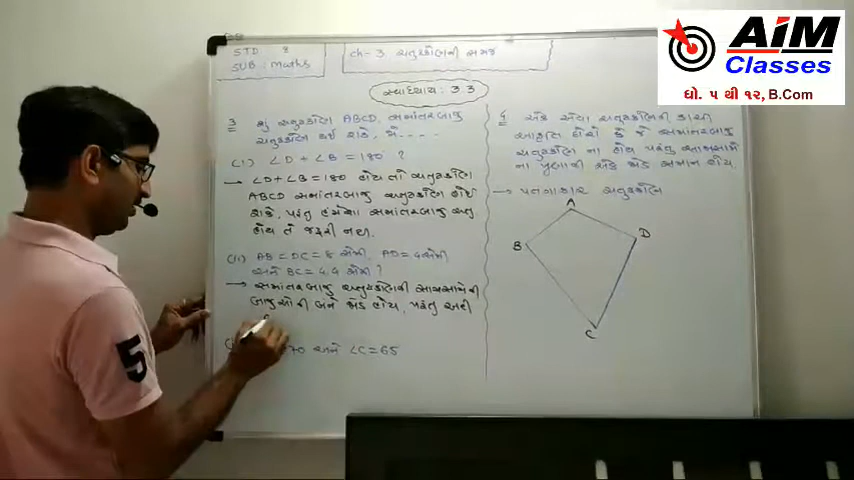 STD 8
SUB: Maths
ch-3 ચતુષ્કોણની સમજ
સ્વાધ્યાય: 3.3
3 શું ચતુષ્કોણ ABCD, સમાંતરબાજુ
ચતુષ્કોણ હોઈ શકે, જો....
(i) ∠D + ∠B = 180 ?
→ ∠D+∠B = 180 હોય તો ચતુષ્કોણ
ABCD સમાંતરબાજુ ચતુષ્કોણ હોઈ
શકે, પરંતુ હંમેશા સમાંતરબાજુ ચતુ
હોય તે જરૂરી નથી.
(ii) AB = DC = 8 સેમી, AD = 4 સેમી
અને BC = 4.4 સેમી ?
→ સમાંતરબાજુ ચતુષ્કોણની સામસામેની
બાજુઓની જોડ હોય, પરંતુ અહી
70 અને ∠C = 65
4 એક એવા ચતુષ્કોણની કાચી
આકૃતિ દોરો કે જે સમાંતરબાજુ
ચતુષ્કોણ ના હોય પરંતુ સામસામે
ના ખૂણાની એક જોડ સમાન હોય.
→ પતંગાકાર ચતુષ્કોણ
A
B
D
C
AiM
Classes
ધો. ૫ થી ૧૨, B.Com